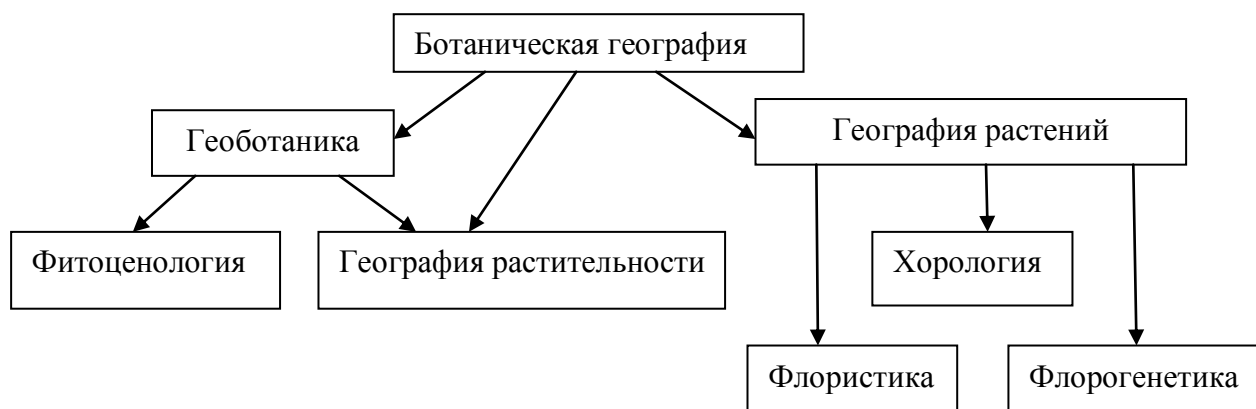 Ботаническая география
Геоботаника
География растений
Фитоценология
География растительности
Хорология
Флористика
Флорогенетика